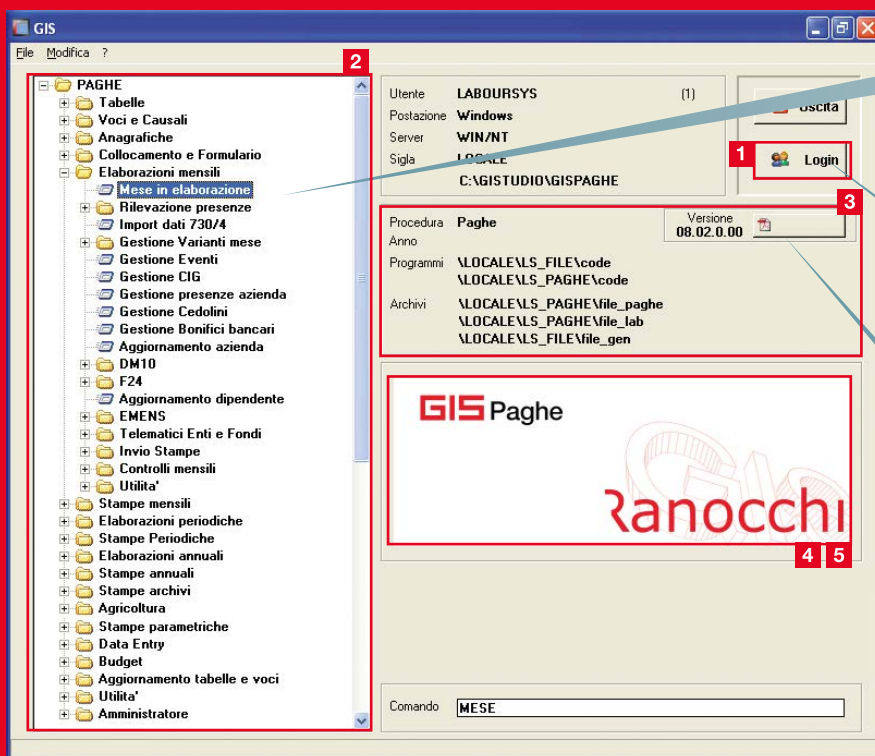 GIS
File Modifica ?
2
PAGHE
Tabelle
Voci e Causali
Anagrafiche
Collocamento e Formulario
Elaborazioni mensili
Mese in elaborazione
Rilevazione presenze
Import dati 730/4
Gestione Varianti mese
Gestione Eventi
Gestione CIG
Gestione presenze azienda
Gestione Cedolini
Gestione Bonifici bancari
Aggiornamento azienda
DM10
F24
Aggiornamento dipendente
EMENS
Telematici Enti e Fondi
Invio Stampe
Controlli mensili
Utilita'
Stampe mensili
Elaborazioni periodiche
Stampe Periodiche
Elaborazioni annuali
Stampe annuali
Stampe archivi
Agricoltura
Stampe parametriche
Data Entry
Budget
Aggiornamento tabelle e voci
Utilita'
Amministratore
Utente LABOURSYS (1)
Postazione Windows
Server WIN/NT
Sigla LOCALE
C:\GISTUDIO\GISPAGHE
Uscita
1 Login
3
Procedura Paghe
Versione
08.02.0.00
Anno
Programmi \LOCALE\LS_FILE\code
\LOCALE\LS_PAGHE\code
Archivi \LOCALE\LS_PAGHE\file_paghe
\LOCALE\LS_PAGHE\file_lab
\LOCALE\LS_FILE\file_gen
GIS Paghe
Ranocchi
4 5
Comando MESE